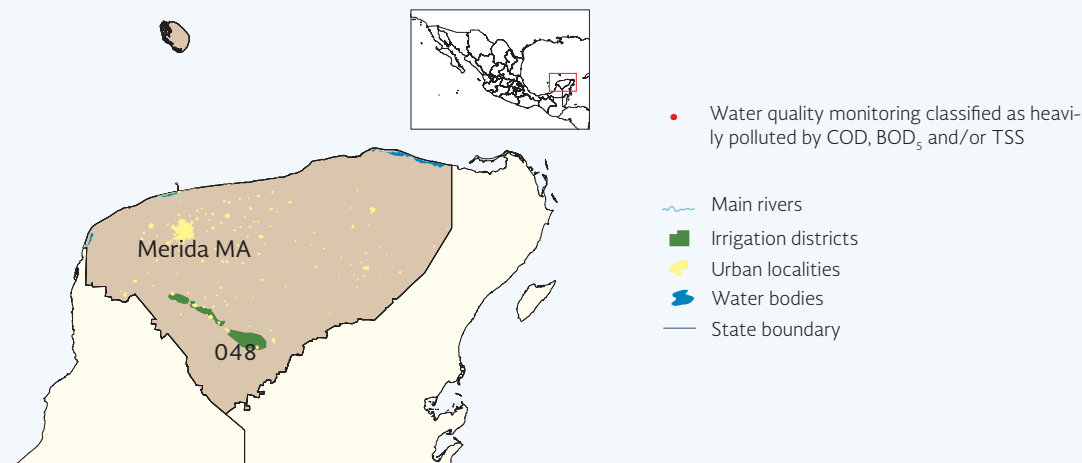 Water quality monitoring classified as heavi-
ly polluted by COD, BOD₅ and/or TSS
Main rivers
Irrigation districts
Urban localities
Water bodies
State boundary
Merida MA
048